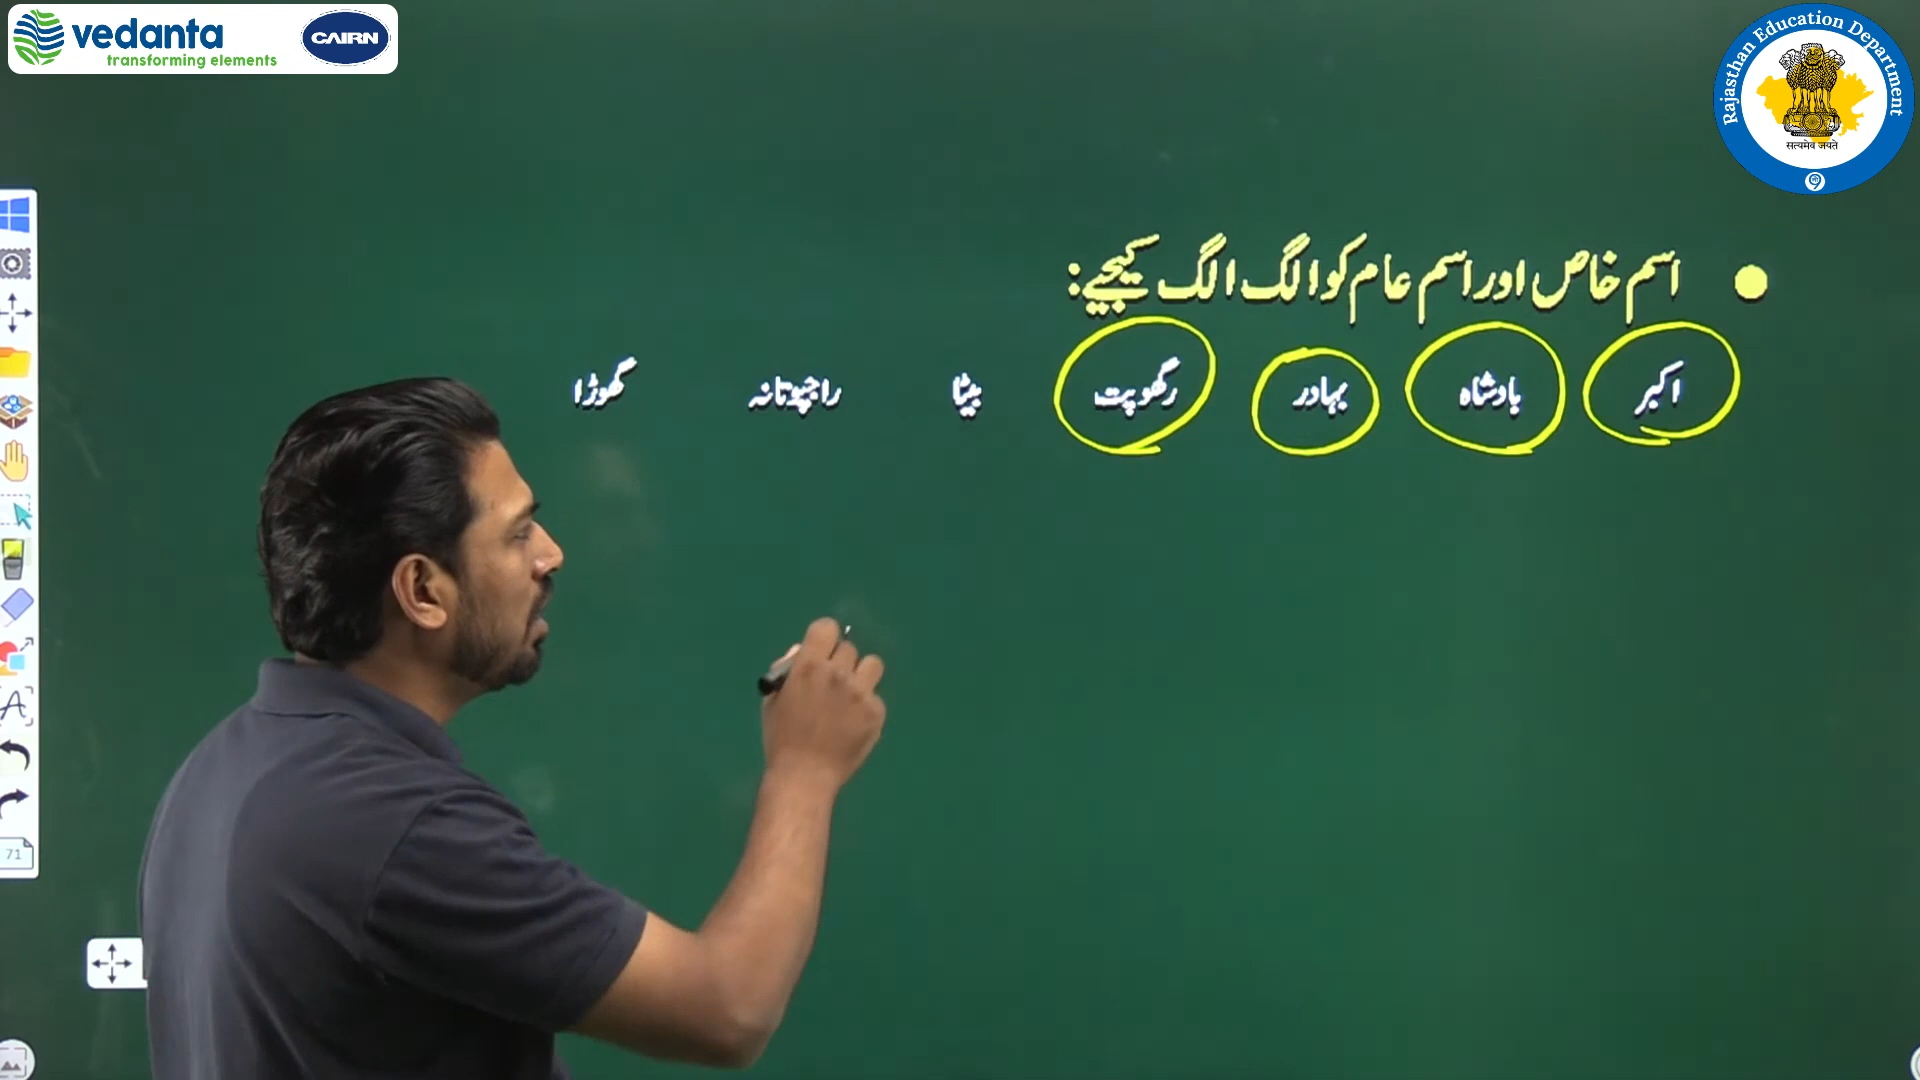 vedanta
transforming elements
CAIRN
Rajasthan Education Department
सत्यमेव जयते
● اسم خاص اور اسم عام کو الگ الگ کیجیے:
اکبر بادشاہ بہادر رگھوپت بیٹا راجپوتانہ گھوڑا
71